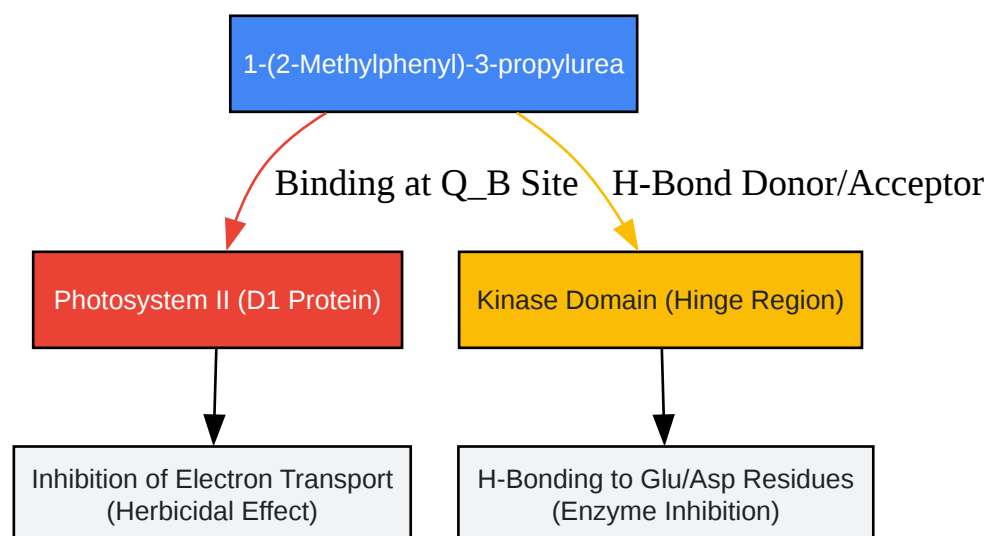 1-(2-Methylphenyl)-3-propylurea
Binding at Q_B Site
H-Bond Donor/Acceptor
Photosystem II (D1 Protein)
Kinase Domain (Hinge Region)
Inhibition of Electron Transport
(Herbicidal Effect)
H-Bonding to Glu/Asp Residues
(Enzyme Inhibition)